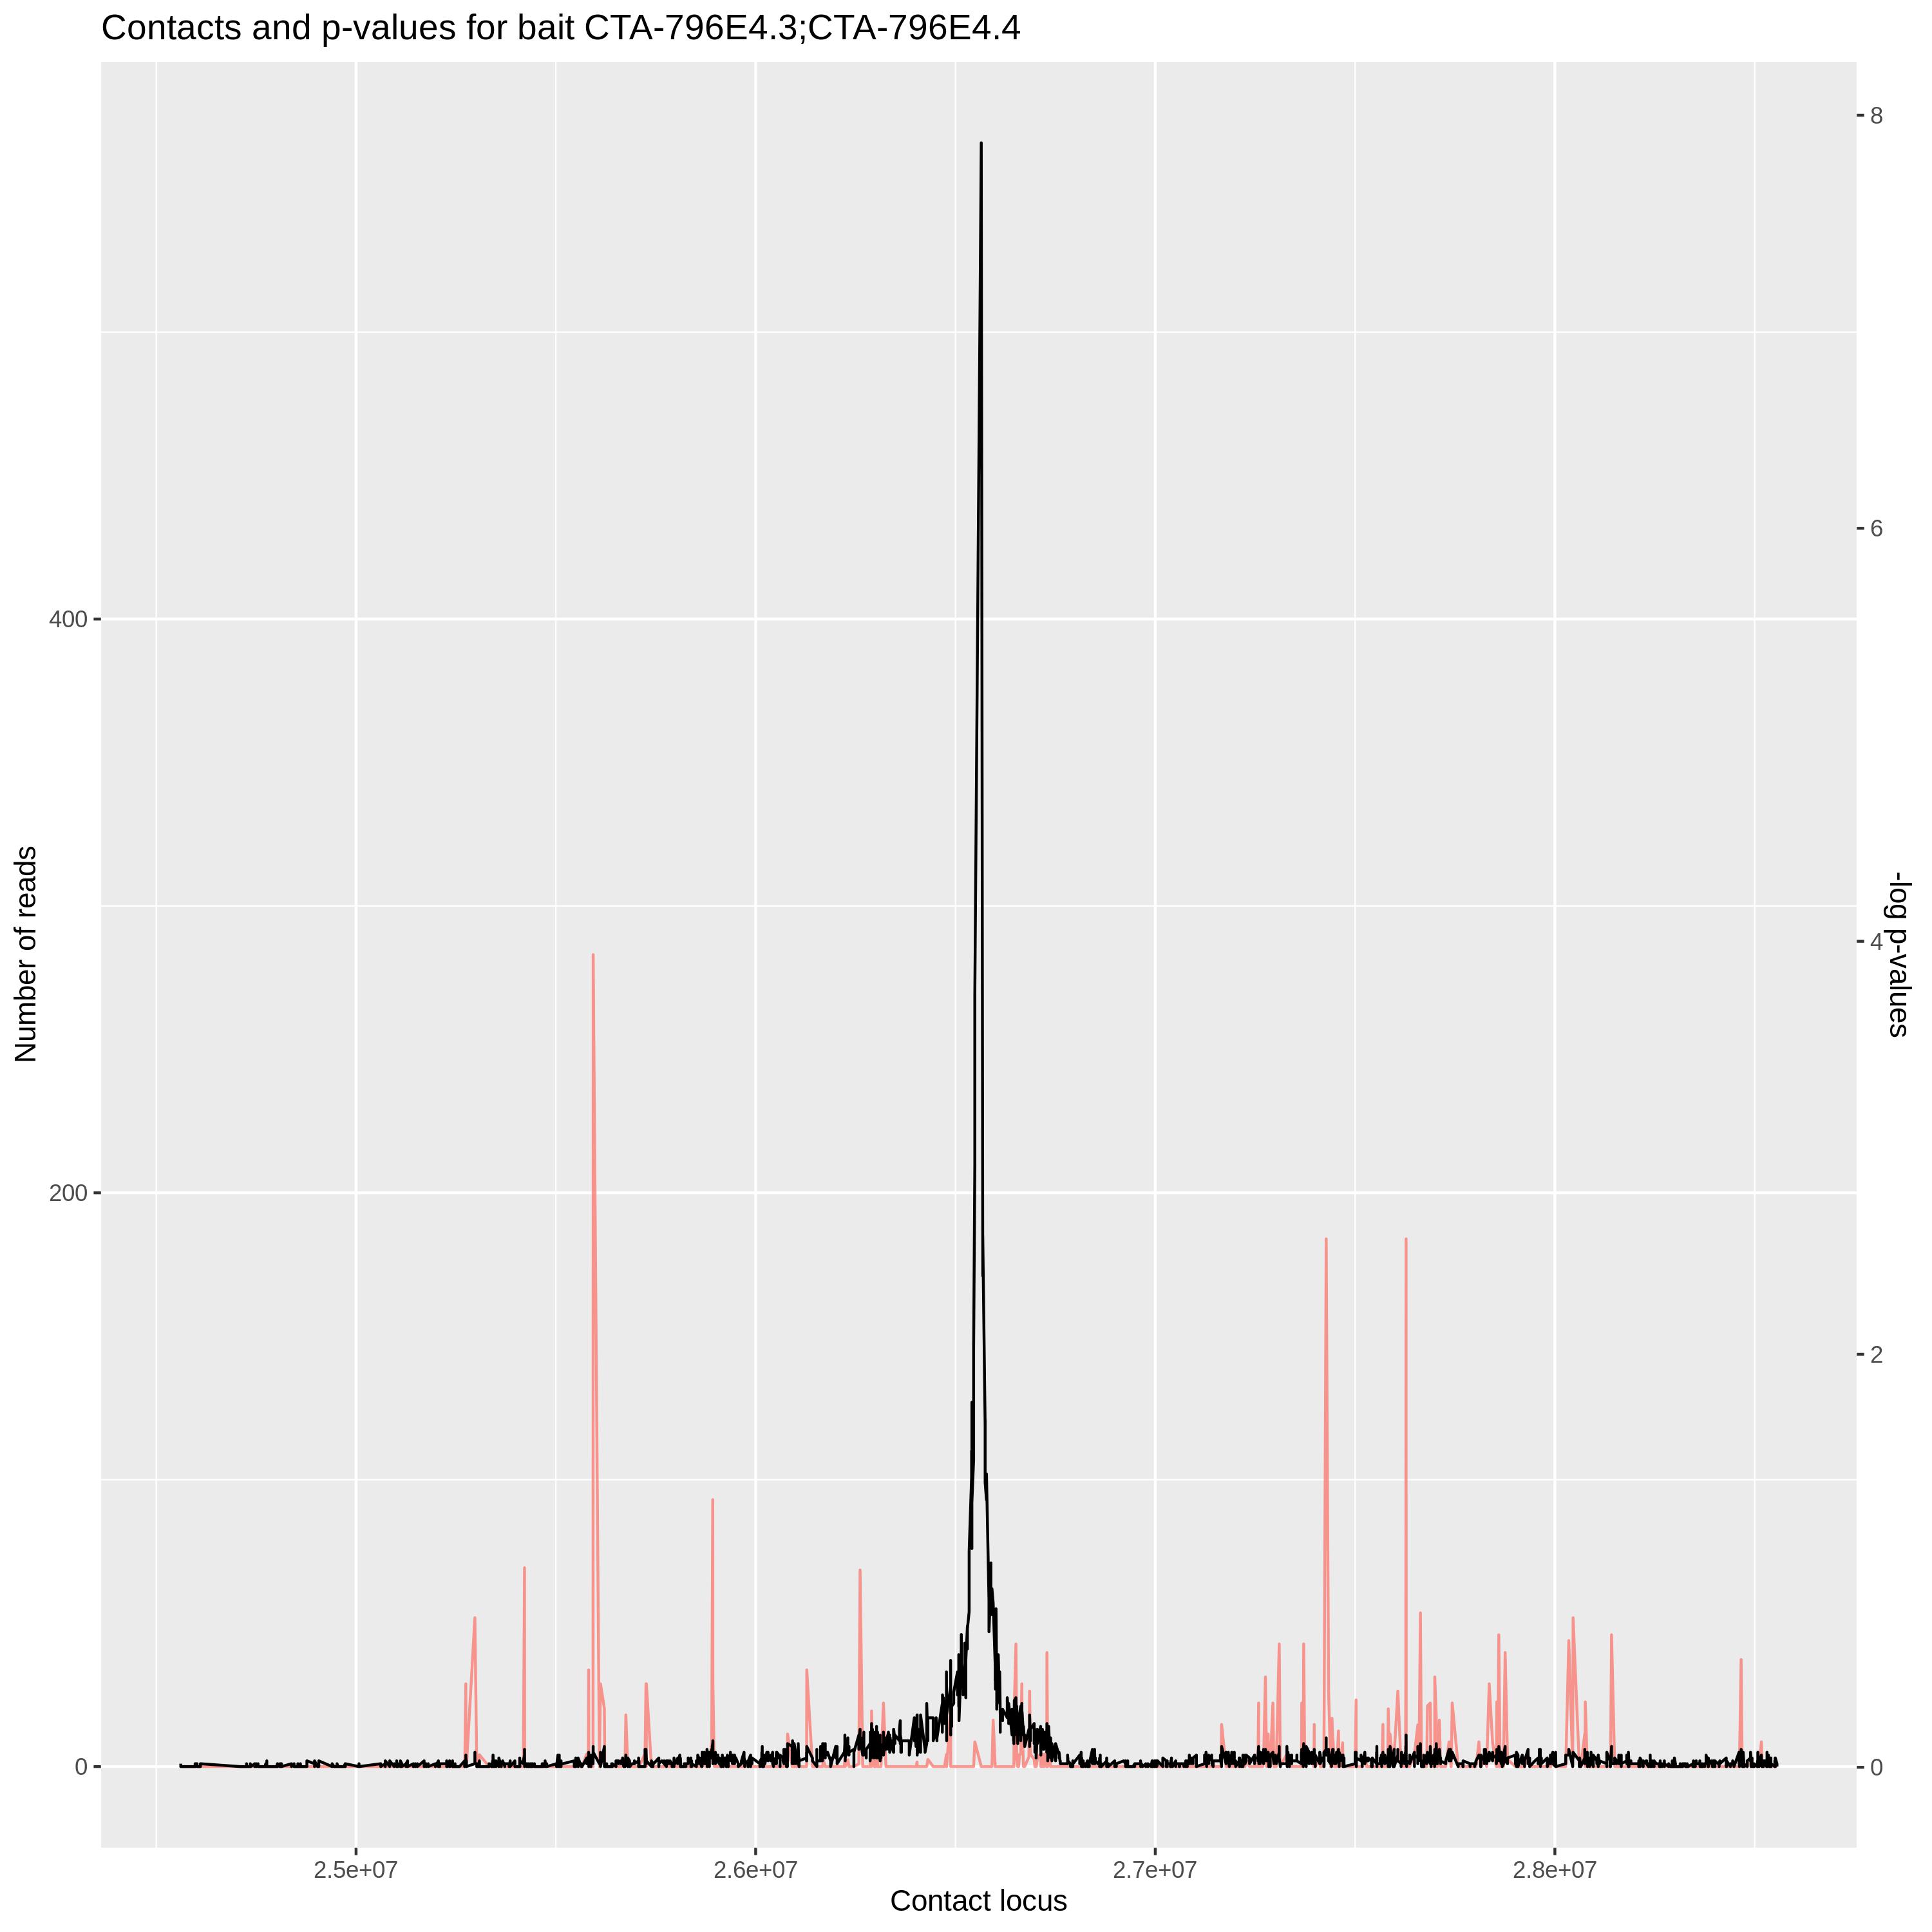 Contacts and p-values for bait CTA-796E4.3;CTA-796E4.4
8
6
400
Number of reads
-log p-values
4
200
2
0
0
2.5e+07
2.6e+07
2.7e+07
2.8e+07
Contact locus